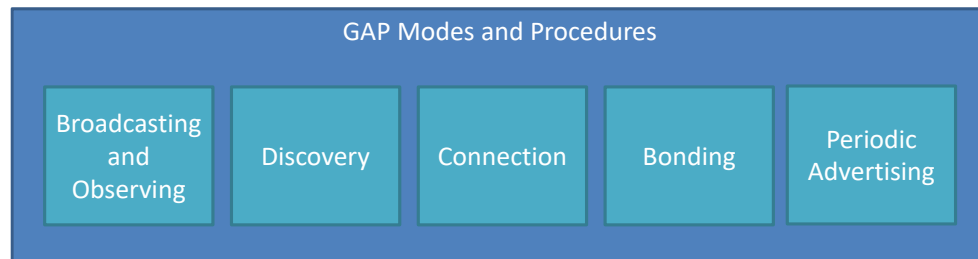 GAP Modes and Procedures
Broadcasting
and
Observing
Discovery
Connection
Bonding
Periodic
Advertising